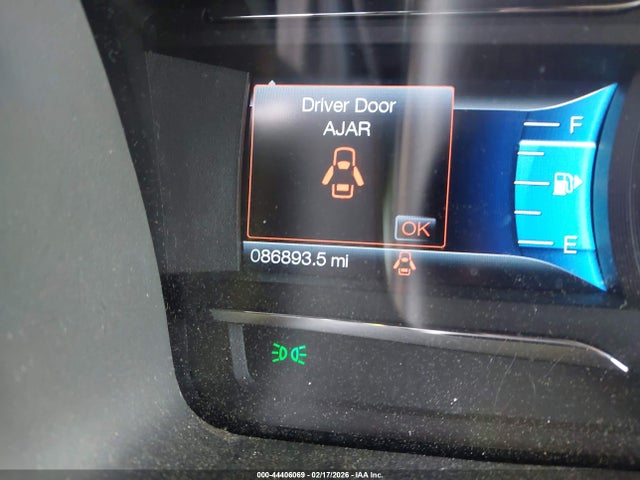 Driver Door
AJAR
OK
F
E
086893.5 mi
000-44406069 - 02/17/2026 - IAA Inc.